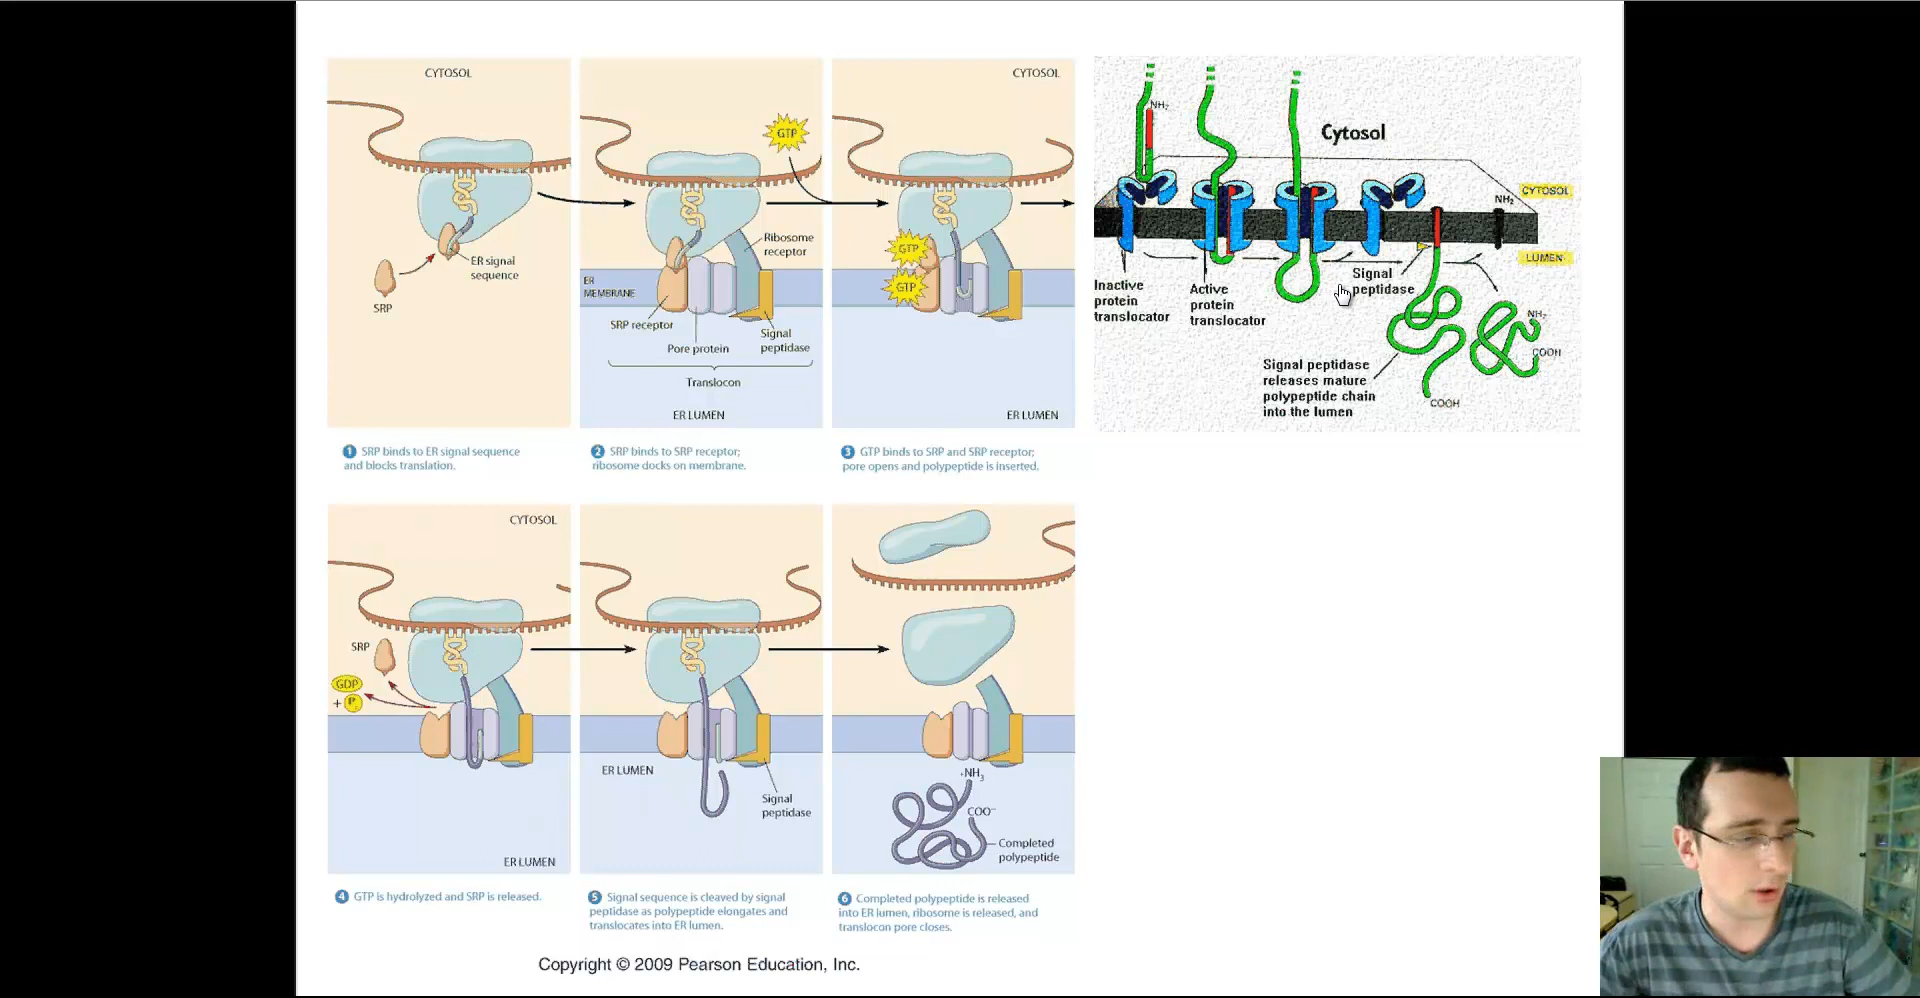 CYTOSOL
ER signal
sequence
SRP
1 SRP binds to ER signal sequence
and blocks translation.
GTP
Ribosome
receptor
ER
MEMBRANE
SRP receptor
Pore protein
Signal
peptidase
Translocon
ER LUMEN
2 SRP binds to SRP receptor;
ribosome docks on membrane.
CYTOSOL
GTP
GTP
ER LUMEN
3 GTP binds to SRP and SRP receptor;
pore opens and polypeptide is inserted.
NH2
Cytosol
CYTOSOL
NH2
LUMEN
Inactive
protein
translocator
Active
protein
translocator
Signal
peptidase
Signal peptidase
releases mature
polypeptide chain
into the lumen
NH2
COOH
COOH
CYTOSOL
SRP
GDP
+ Pi
ER LUMEN
4 GTP is hydrolyzed and SRP is released.
ER LUMEN
Signal
peptidase
5 Signal sequence is cleaved by signal
peptidase as polypeptide elongates and
translocates into ER lumen.
+NH3
COO−
Completed
polypeptide
6 Completed polypeptide is released
into ER lumen, ribosome is released, and
translocon pore closes.
Copyright © 2009 Pearson Education, Inc.